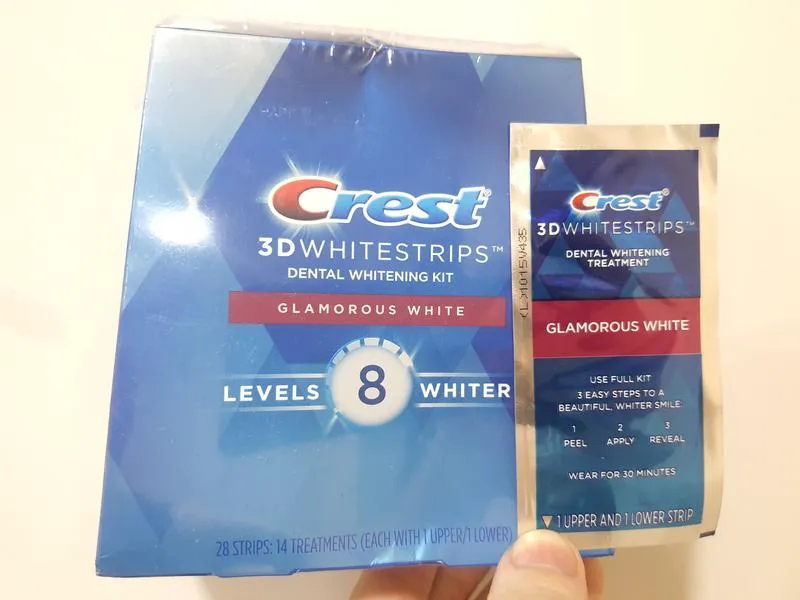 Crest
3DWHITESTRIPS™
DENTAL WHITENING KIT
GLAMOROUS WHITE
LEVELS 8 WHITER
28 STRIPS: 14 TREATMENTS (EACH WITH 1 UPPER/1 LOWER)
Crest®
3DWHITESTRIPS™
DENTAL WHITENING
TREATMENT
GLAMOROUS WHITE
USE FULL KIT
3 EASY STEPS TO A
BEAUTIFUL, WHITER SMILE:
1 2 3
PEEL APPLY REVEAL
WEAR FOR 30 MINUTES
1 UPPER AND 1 LOWER STRIP